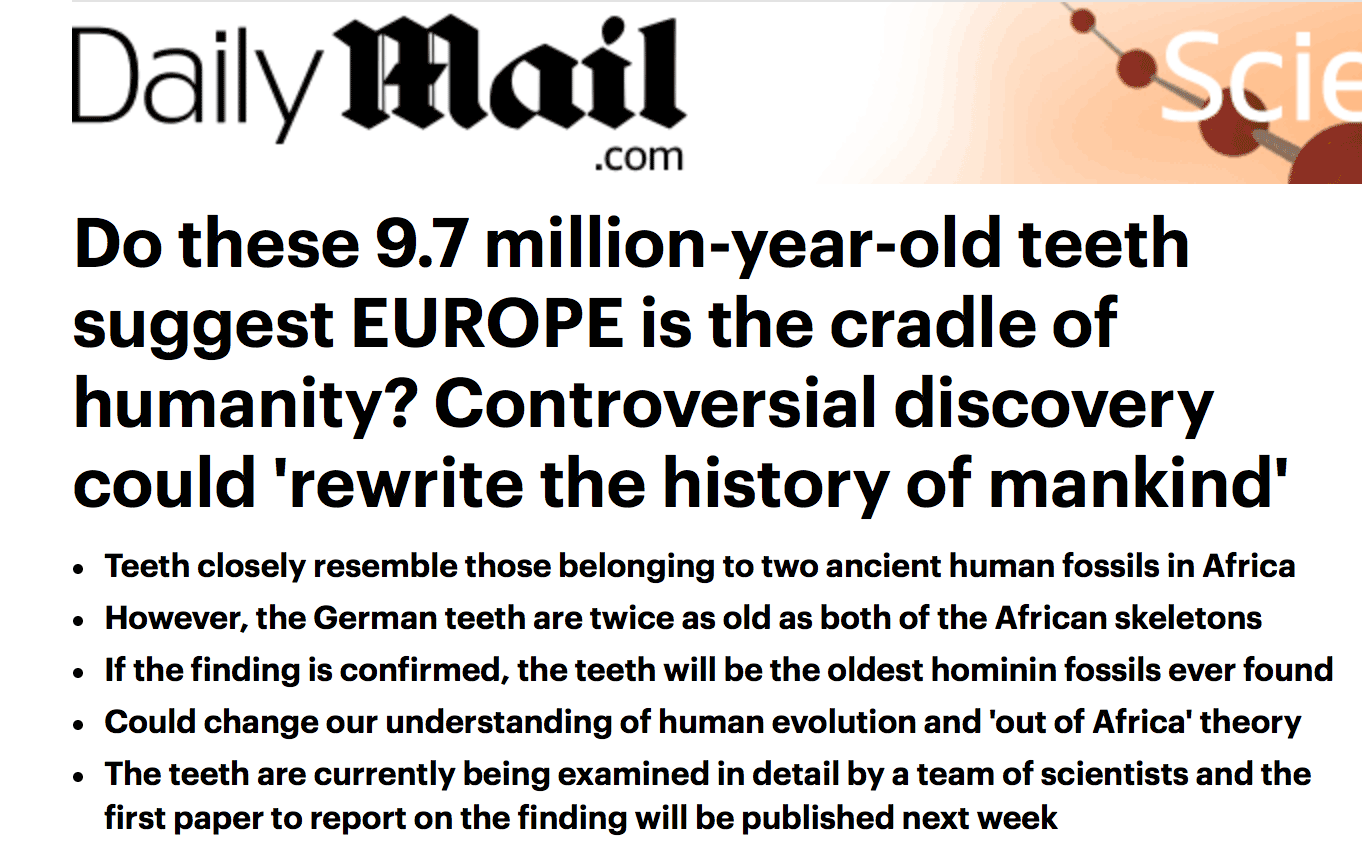 Daily Mail
.com
Scie
Do these 9.7 million-year-old teeth
suggest EUROPE is the cradle of
humanity? Controversial discovery
could 'rewrite the history of mankind'
• Teeth closely resemble those belonging to two ancient human fossils in Africa
• However, the German teeth are twice as old as both of the African skeletons
• If the finding is confirmed, the teeth will be the oldest hominin fossils ever found
• Could change our understanding of human evolution and 'out of Africa' theory
• The teeth are currently being examined in detail by a team of scientists and the
first paper to report on the finding will be published next week